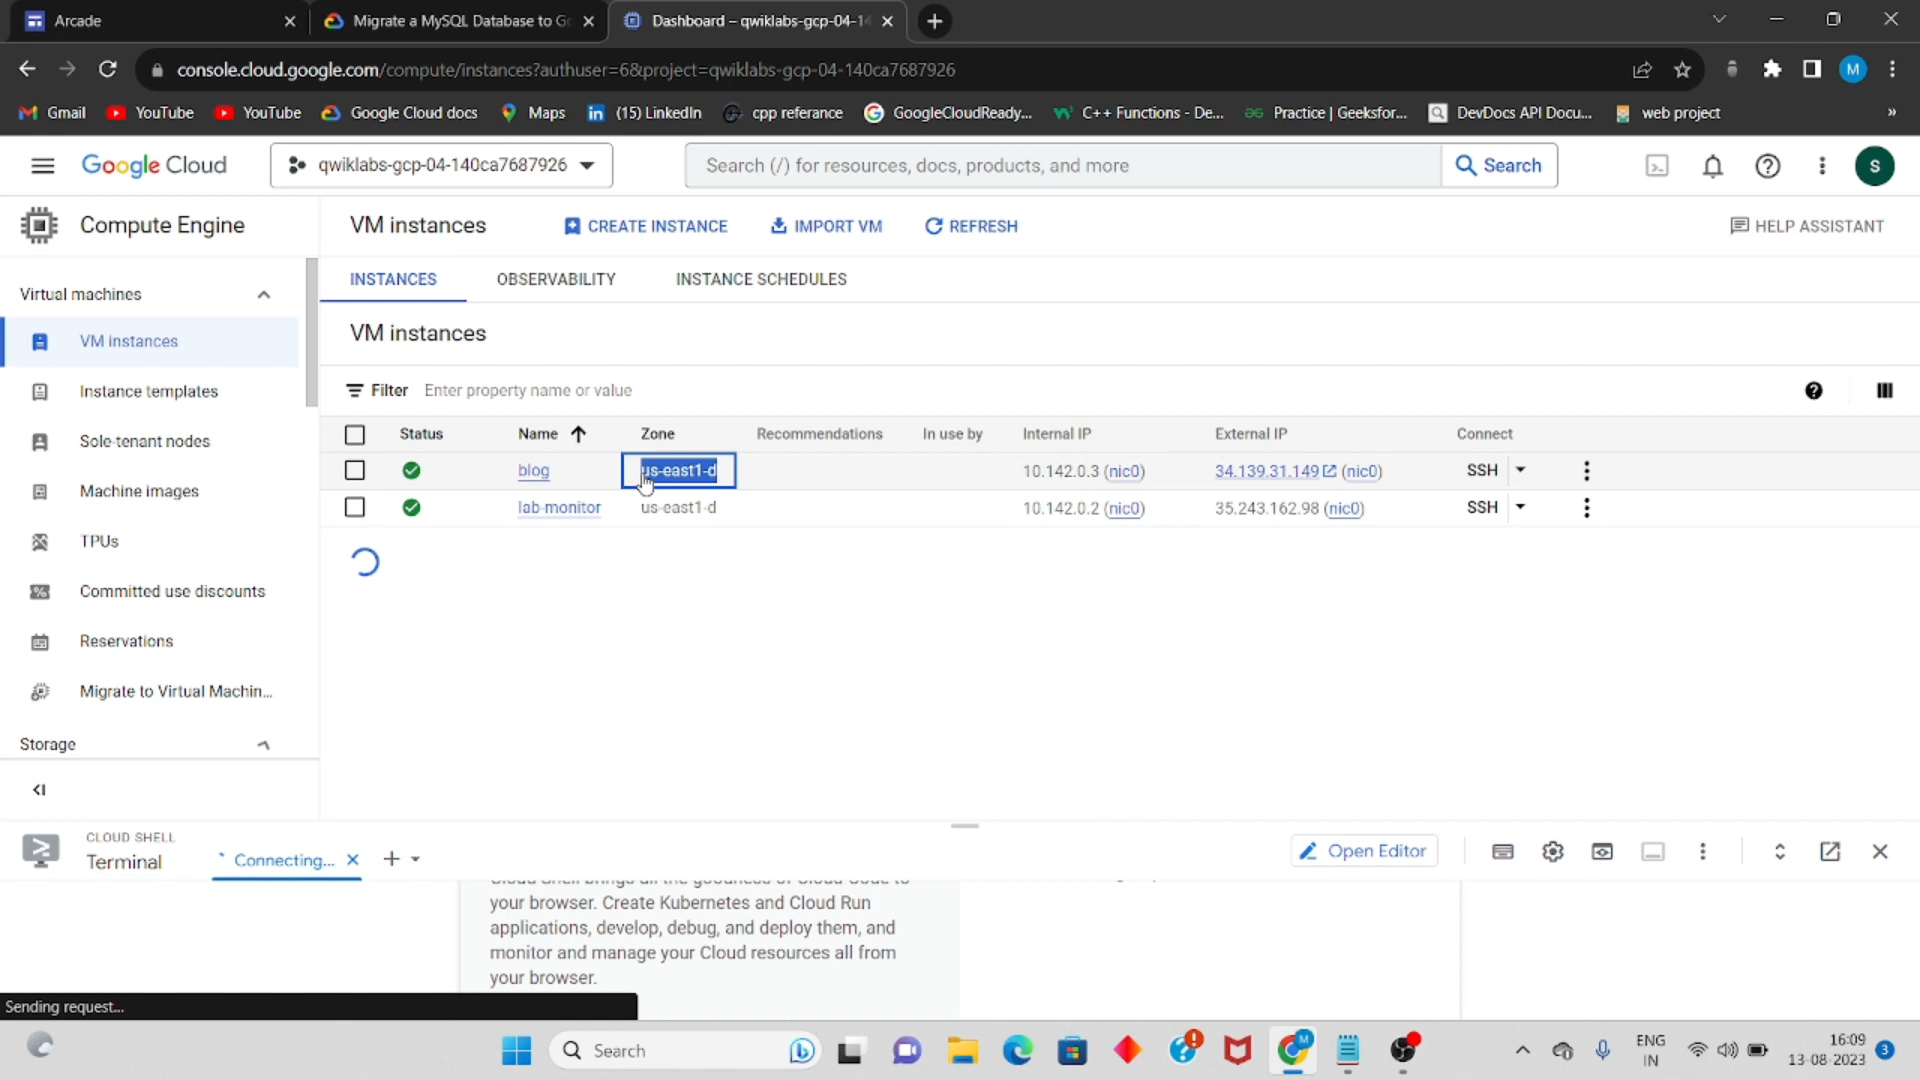 Arcade
Migrate a MySQL Database to Go
Dashboard – qwiklabs-gcp-04-14
console.cloud.google.com/compute/instances?authuser=6&project=qwiklabs-gcp-04-140ca7687926
M
Gmail
YouTube
YouTube
Google Cloud docs
Maps
(15) LinkedIn
cpp referance
GoogleCloudReady...
C++ Functions - De...
Practice | Geeksfor...
DevDocs API Docu...
web project
»
Google Cloud
qwiklabs-gcp-04-140ca7687926
Search (/) for resources, docs, products, and more
Search
S
Compute Engine
VM instances
CREATE INSTANCE
IMPORT VM
REFRESH
HELP ASSISTANT
INSTANCES
OBSERVABILITY
INSTANCE SCHEDULES
Virtual machines
VM instances
Instance templates
Sole-tenant nodes
Machine images
TPUs
Committed use discounts
Reservations
Migrate to Virtual Machin...
Storage
VM instances
Filter Enter property name or value
Status Name Zone Recommendations In use by Internal IP External IP Connect
blog us-east1-d 10.142.0.3 (nic0) 34.139.31.149 (nic0) SSH
lab-monitor us-east1-d 10.142.0.2 (nic0) 35.243.162.98 (nic0) SSH
CLOUD SHELL
Terminal
Connecting...
Open Editor
Cloud Shell brings all the goodness of Cloud Code to
your browser. Create Kubernetes and Cloud Run
applications, develop, debug, and deploy them, and
monitor and manage your Cloud resources all from
your browser.
Sending request...
Search
ENG
IN
16:09
13-08-2023
3